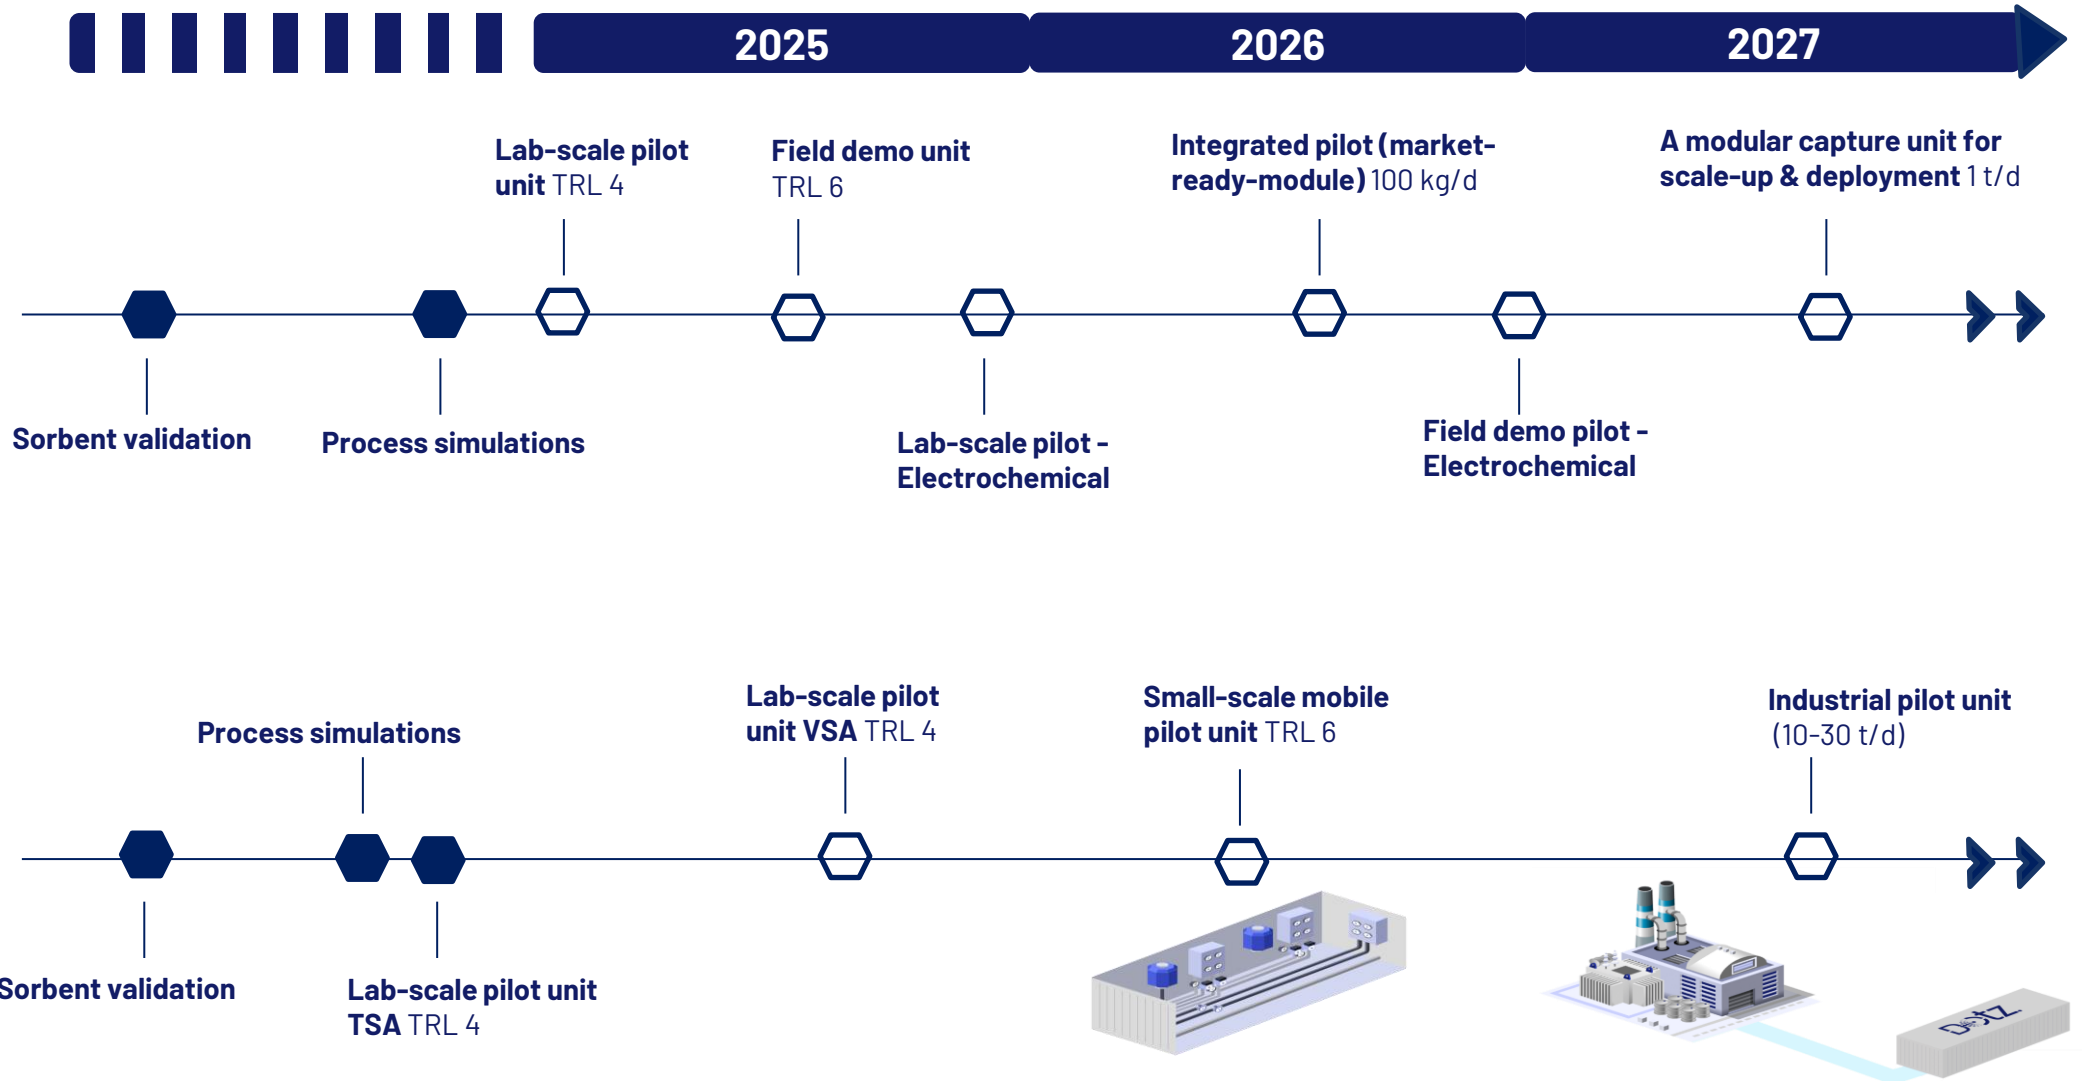 2025
2026
2027
Lab-scale pilot
unit TRL 4
Field demo unit
TRL 6
Integrated pilot (market-
ready-module) 100 kg/d
A modular capture unit for
scale-up & deployment 1 t/d
Sorbent validation
Process simulations
Lab-scale pilot -
Electrochemical
Field demo pilot -
Electrochemical
Process simulations
Lab-scale pilot
unit VSA TRL 4
Small-scale mobile
pilot unit TRL 6
Industrial pilot unit
(10-30 t/d)
Sorbent validation
Lab-scale pilot unit
TSA TRL 4
Dotz